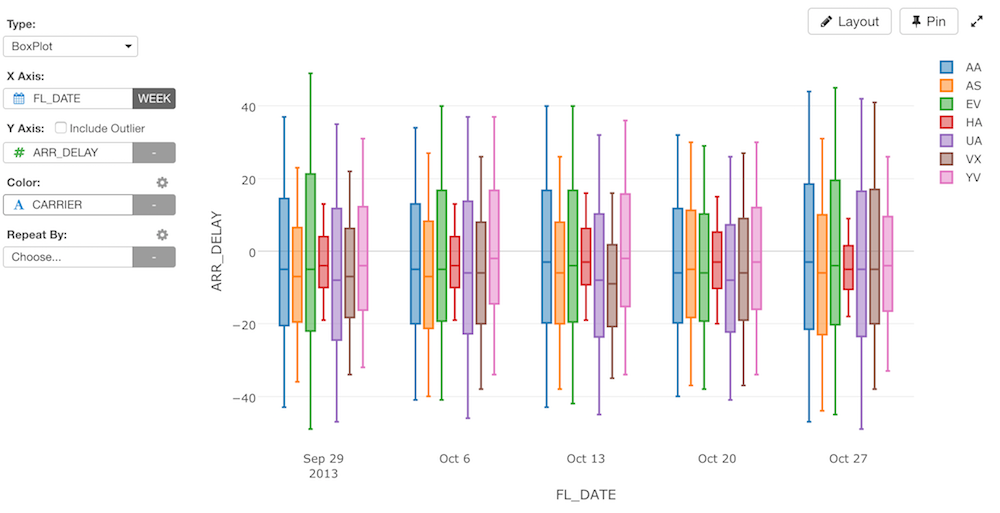 Type:
BoxPlot
X Axis:
FL_DATE WEEK
Y Axis: Include Outlier
# ARR_DELAY -
Color:
A CARRIER -
Repeat By:
Choose... -
Layout Pin
40
20
0
−20
−40
ARR_DELAY
Sep 29 Oct 6 Oct 13 Oct 20 Oct 27
2013
FL_DATE
AA
AS
EV
HA
UA
VX
YV